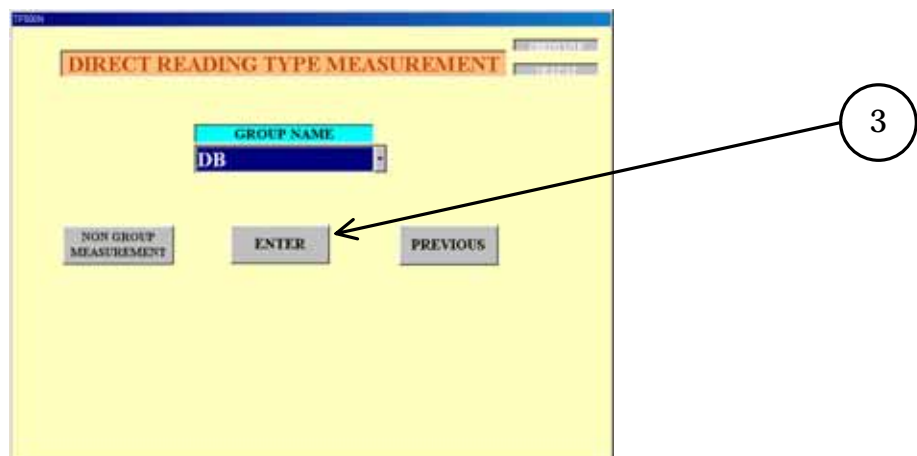 DIRECT READING TYPE MEASUREMENT
GROUP NAME
DB
3
NON GROUP
MEASUREMENT
ENTER
PREVIOUS